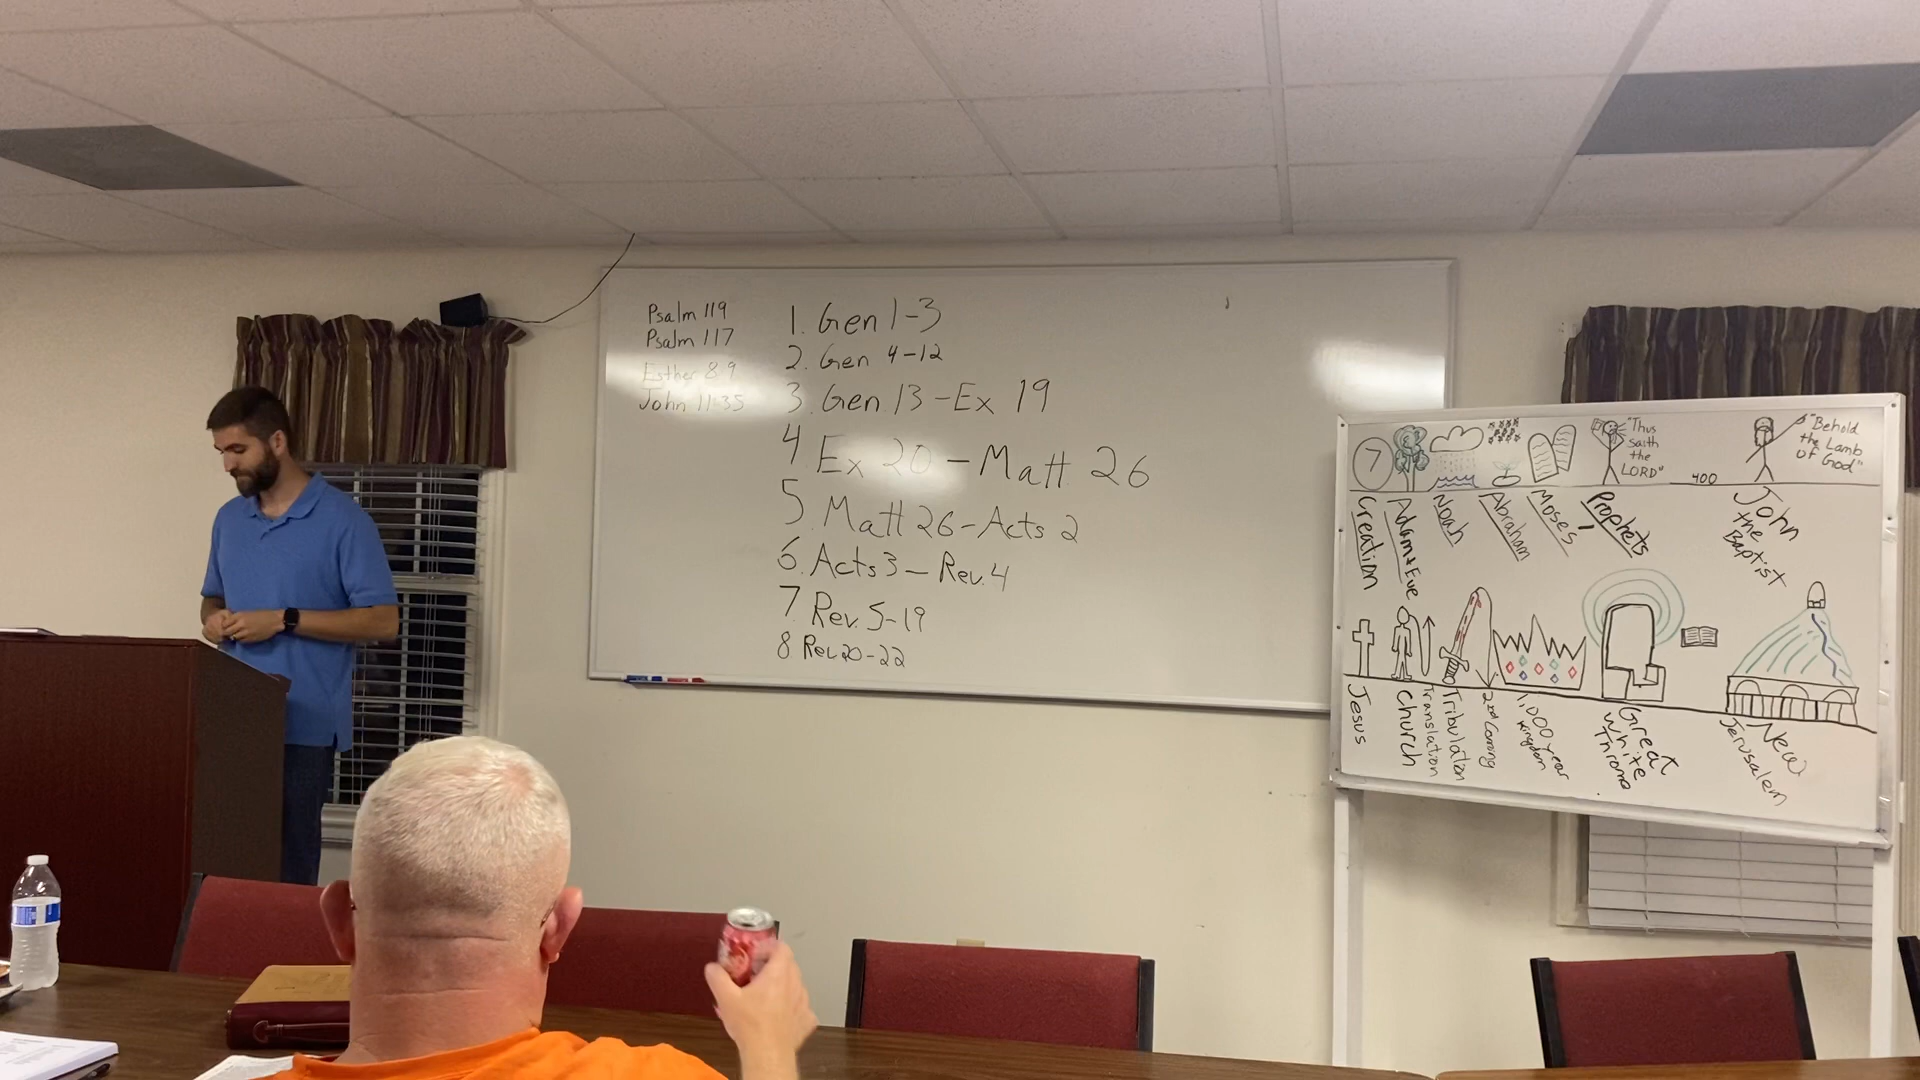 Psalm 119
Psalm 117
Esther 8:9
John 11:35
1. Gen 1-3
2. Gen 4-12
3. Gen 13-Ex 19
4 Ex 20-Matt 26
5. Matt 26-Acts 2
6. Acts 3-Rev. 4
7 Rev. 5-19
8 Rev 20-22
7
"Thus
saith
the
LORD"
400
"Behold
the Lamb
of God"
Creation
Adam & Eve
Noah
Abraham
Moses
Prophets
John
the
Baptist
Jesus
Church
Translation
Tribulation
2nd Coming
1,000 year
Kingdom
Great
White
Throne
New
Jerusalem